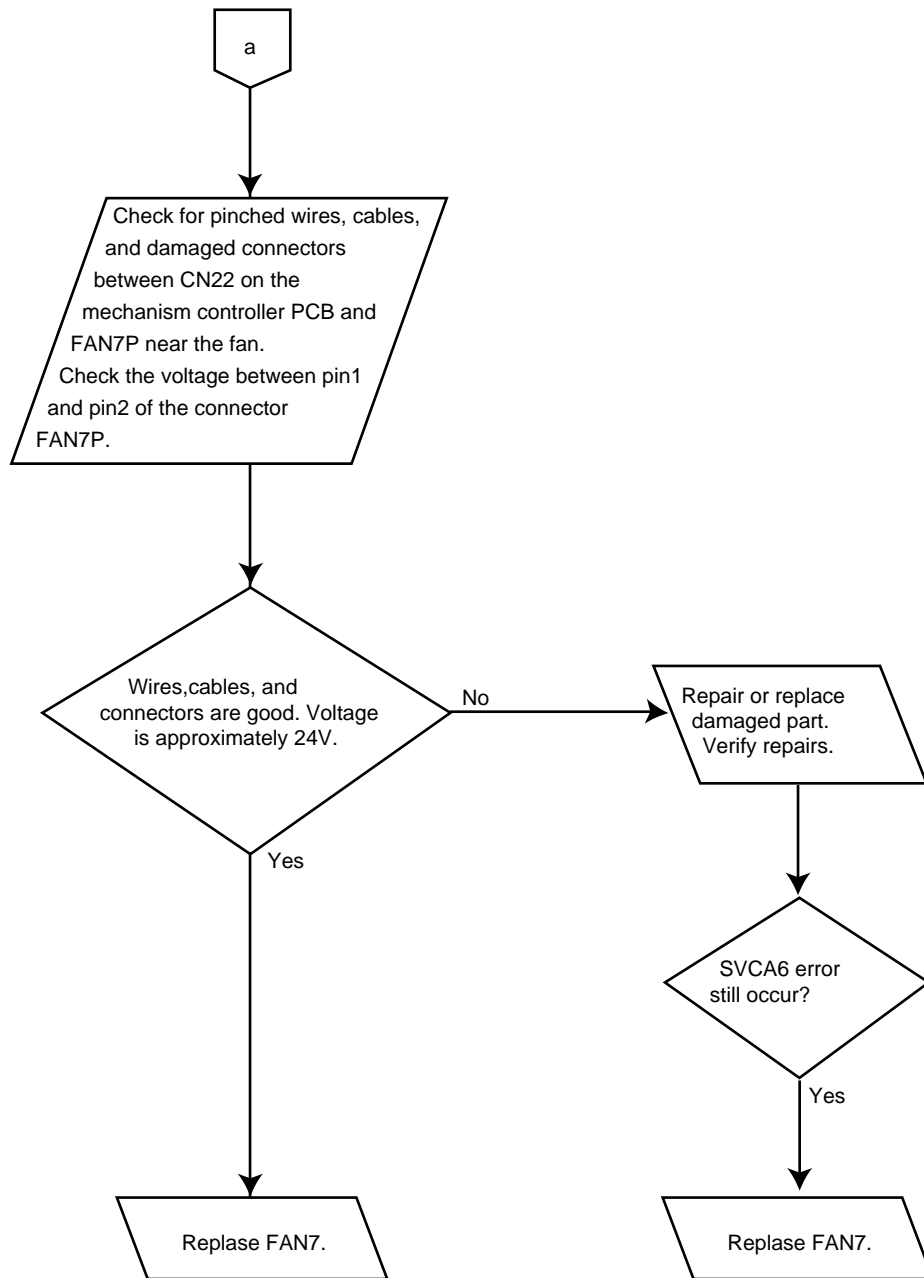 a
Check for pinched wires, cables,
and damaged connectors
between CN22 on the
mechanism controller PCB and
FAN7P near the fan.
Check the voltage between pin1
and pin2 of the connector
FAN7P.
Wires,cables, and
connectors are good. Voltage
is approximately 24V.
No
Repair or replace
damaged part.
Verify repairs.
Yes
SVCA6 error
still occur?
Yes
Replase FAN7.
Replase FAN7.